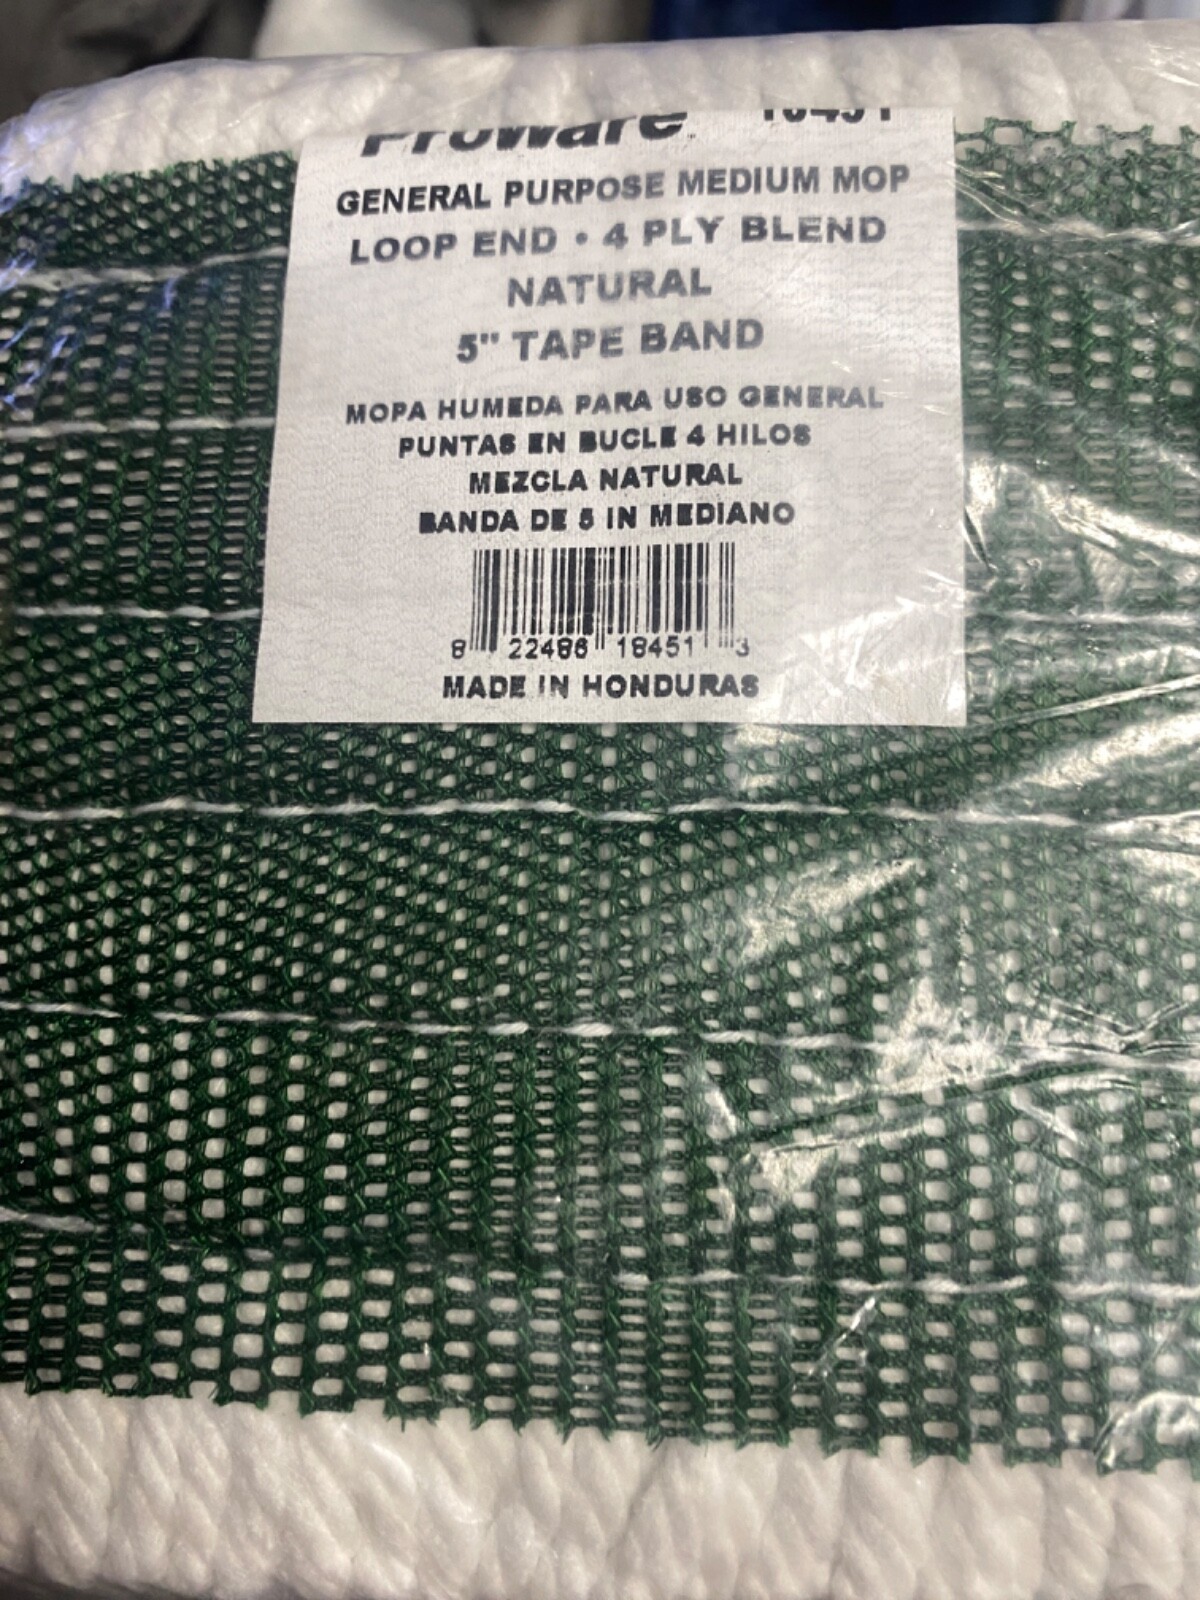 Proware 18451
GENERAL PURPOSE MEDIUM MOP
LOOP END • 4 PLY BLEND
NATURAL
5" TAPE BAND
MOPA HUMEDA PARA USO GENERAL
PUNTAS EN BUCLE 4 HILOS
MEZCLA NATURAL
BANDA DE 5 IN MEDIANO
8 22486 18451 3
MADE IN HONDURAS